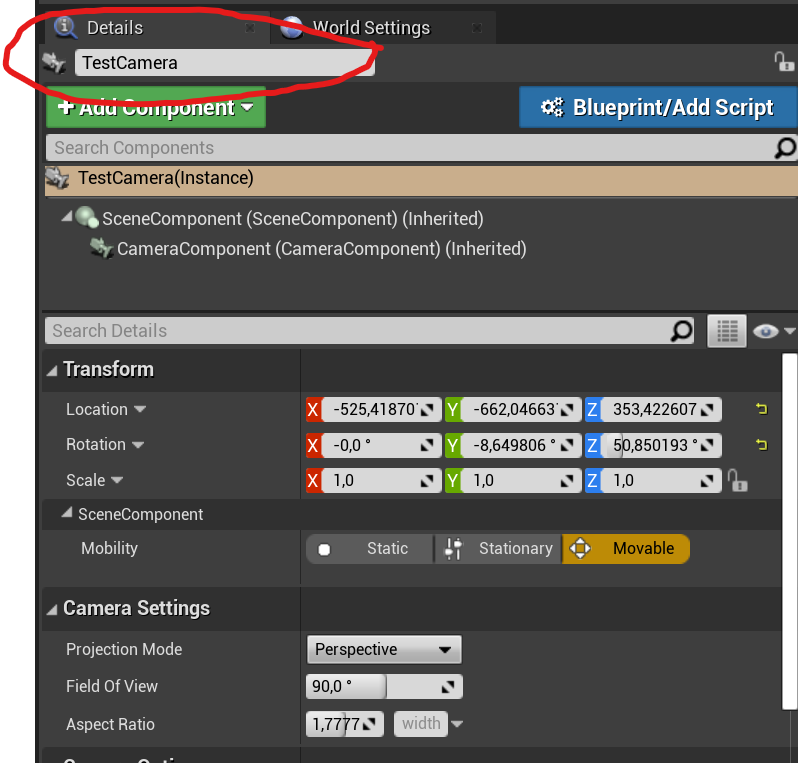 Details World Settings
TestCamera
+ Add Component Blueprint/Add Script
Search Components
TestCamera(Instance)
SceneComponent (SceneComponent) (Inherited)
CameraComponent (CameraComponent) (Inherited)
Search Details
Transform
Location X -525,41870 Y -662,04663 Z 353,422607
Rotation X -0,0 ° Y -8,649806 ° Z 50,850193 °
Scale X 1,0 Y 1,0 Z 1,0
SceneComponent
Mobility Static Stationary Movable
Camera Settings
Projection Mode Perspective
Field Of View 90,0 °
Aspect Ratio 1,7777 width